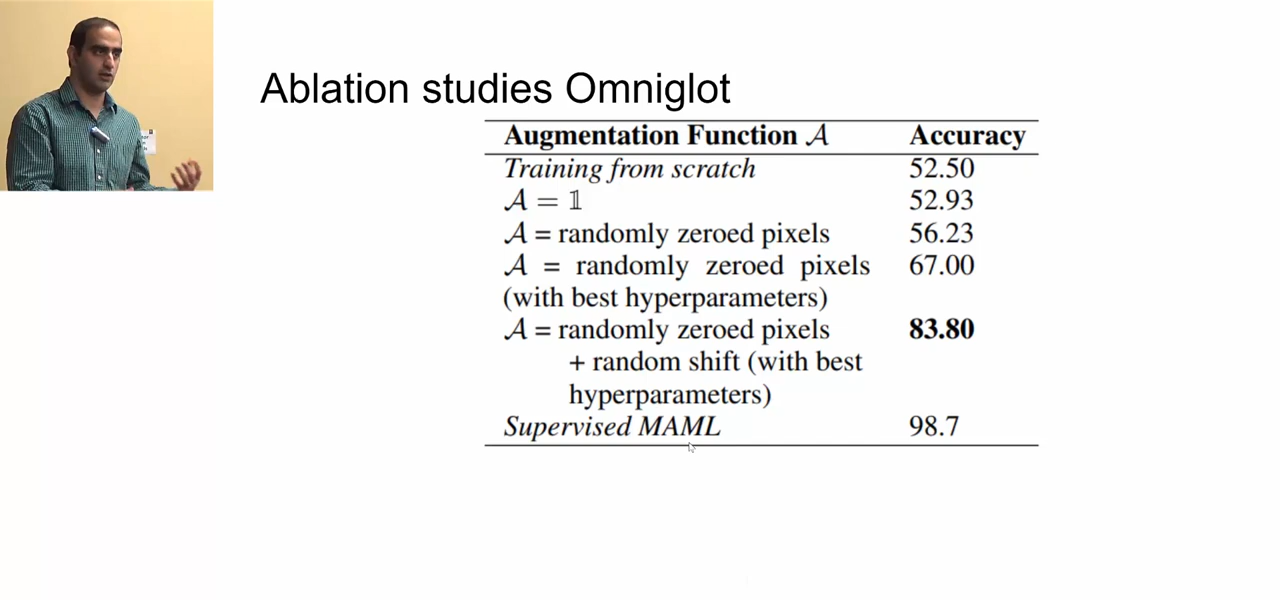 Ablation studies Omniglot
Augmentation Function 𝒜 Accuracy
Training from scratch 52.50
𝒜 = 𝟙 52.93
𝒜 = randomly zeroed pixels 56.23
𝒜 = randomly zeroed pixels 67.00
(with best hyperparameters)
𝒜 = randomly zeroed pixels 83.80
+ random shift (with best
hyperparameters)
Supervised MAML 98.7